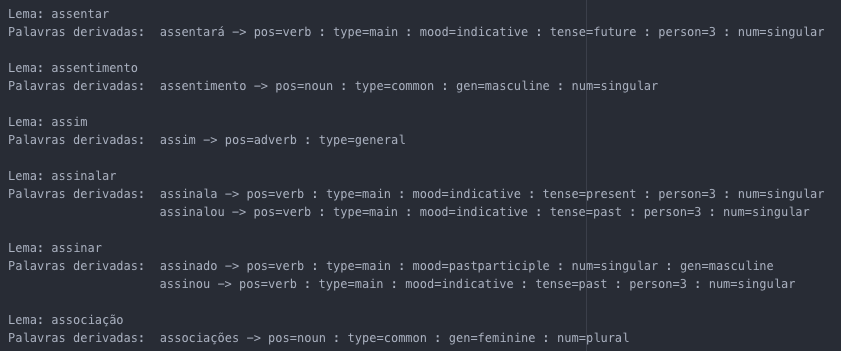 Lema: assentar
Palavras derivadas:  assentará -> pos=verb : type=main : mood=indicative : tense=future : person=3 : num=singular
Lema: assentimento
Palavras derivadas:  assentimento -> pos=noun : type=common : gen=masculine : num=singular
Lema: assim
Palavras derivadas:  assim -> pos=adverb : type=general
Lema: assinalar
Palavras derivadas:  assinala -> pos=verb : type=main : mood=indicative : tense=present : person=3 : num=singular
assinalou -> pos=verb : type=main : mood=indicative : tense=past : person=3 : num=singular
Lema: assinar
Palavras derivadas:  assinado -> pos=verb : type=main : mood=pastparticiple : num=singular : gen=masculine
assinou -> pos=verb : type=main : mood=indicative : tense=past : person=3 : num=singular
Lema: associação
Palavras derivadas:  associações -> pos=noun : type=common : gen=feminine : num=plural